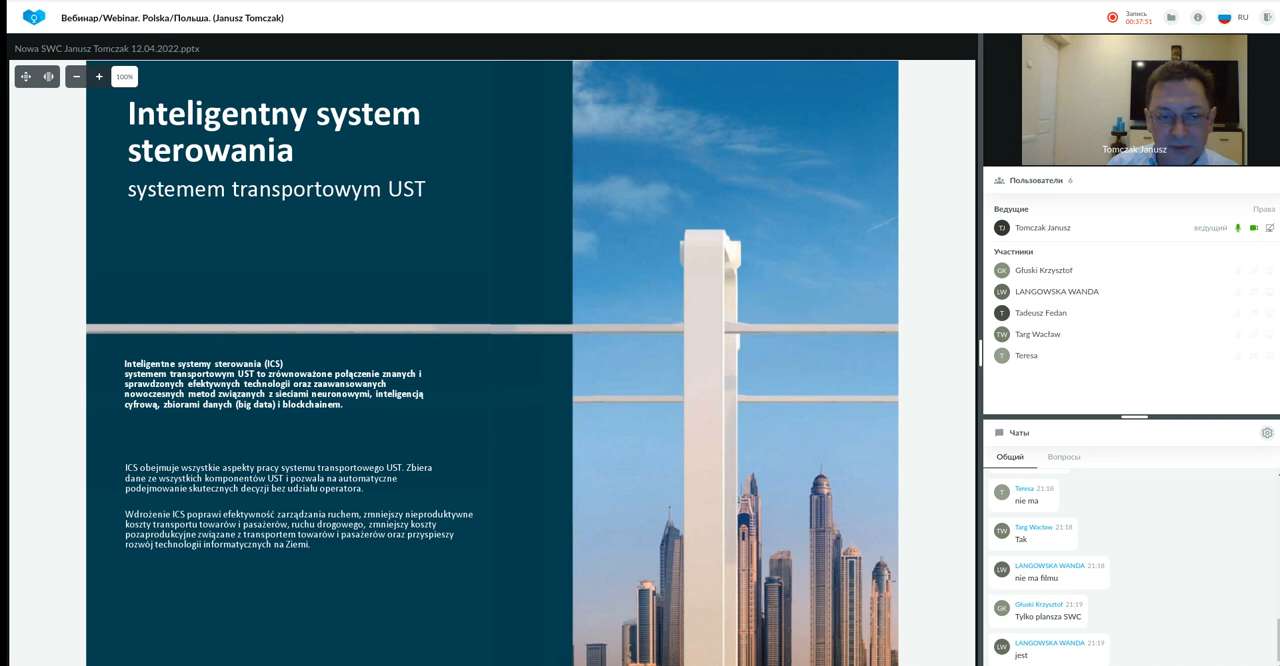 Вебинар/Webinar. Polska/Польша. (Janusz Tomczak)
Запись
00:37:51
RU
Nowa SWC Janusz Tomczak 12.04.2022.pptx
100%
Inteligentny system
sterowania
systemem transportowym UST
Inteligentne systemy sterowania (ICS)
systemem transportowym UST to zrównoważone połączenie znanych i
sprawdzonych efektywnych technologii oraz zaawansowanych
nowoczesnych metod związanych z sieciami neuronowymi, inteligencją
cyfrową, zbiorami danych (big data) i blockchainem.
ICS obejmuje wszystkie aspekty pracy systemu transportowego UST. Zbiera
dane ze wszystkich komponentów UST i pozwala na automatyczne
podejmowanie skutecznych decyzji bez udziału operatora.
Wdrożenie ICS poprawi efektywność zarządzania ruchem, zmniejszy nieproduktywne
koszty transportu towarów i pasażerów, ruchu drogowego, zmniejszy koszty
pozaprodukcyjne związane z transportem towarów i pasażerów oraz przyspieszy
rozwój technologii informatycznych na Ziemi.
Tomczak Janusz
Пользователи 6
Ведущие Права
TJ Tomczak Janusz ведущий
Участники
GK Głuski Krzysztof
LW LANGOWSKA WANDA
T Tadeusz Fedan
TW Targ Wacław
T Teresa
Чаты
Общий Вопросы
T Teresa 21:18
nie ma
TW Targ Wacław 21:18
Tak
LW LANGOWSKA WANDA 21:18
nie ma filmu
GK Głuski Krzysztof 21:19
Tylko plansza SWC
LW LANGOWSKA WANDA 21:19
jest